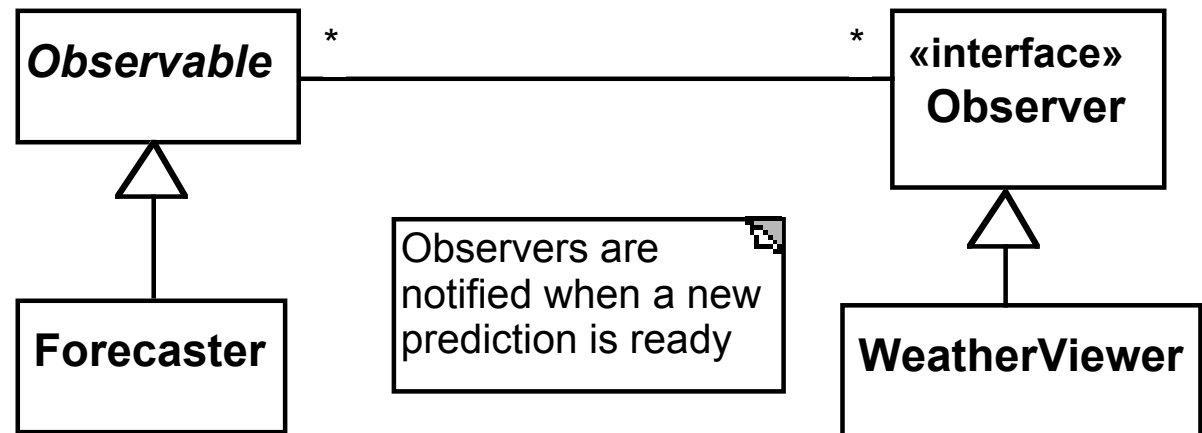 Observable
*
*
«interface»
Observer
Observers are
notified when a new
prediction is ready
Forecaster
WeatherViewer